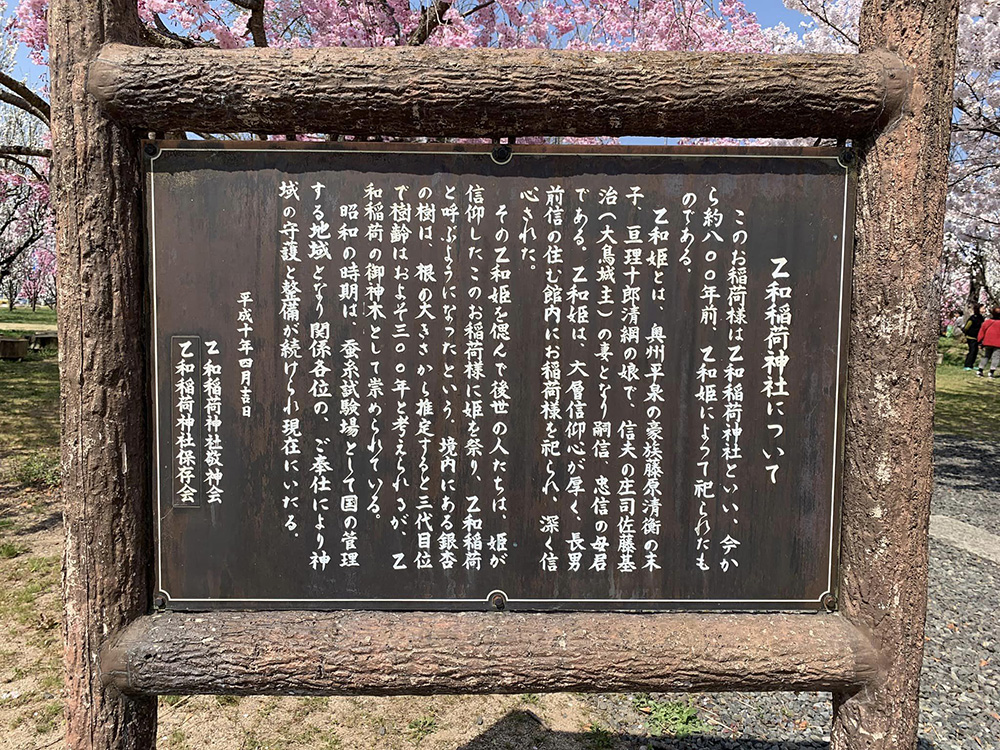 乙和稲荷神社について
このお稲荷様は乙和稲荷神社といい、今か
ら約八〇〇年前、乙和姫によって祀られたも
のである。
乙和姫とは、奥州平泉の豪族藤原清衡の末
子、亘理十郎清綱の娘で、信夫の庄司佐藤基
治(大鳥城主)の妻となり嗣信、忠信の母君
である。乙和姫は、大層信仰心が厚く、長男
前信の住む館内にお稲荷様を祀られ、深く信
心された。
その乙和姫を偲んで後世の人たちは、姫が
信仰したこのお稲荷様に姫を祭り、乙和稲荷
と呼ぶようになったという。境内にある銀杏
の樹は、根の大きさから推定すると三代目位
で樹齢はおよそ三〇〇年と考えられるが、乙
和稲荷の御神木として崇められている。
昭和の時期は、蚕糸試験場として国の管理
する地域となり関係各位の、ご奉仕により神
域の守護と整備が続けられ現在にいたる。
平成十年四月吉日
乙和稲荷神社敬神会
乙和稲荷神社保存会